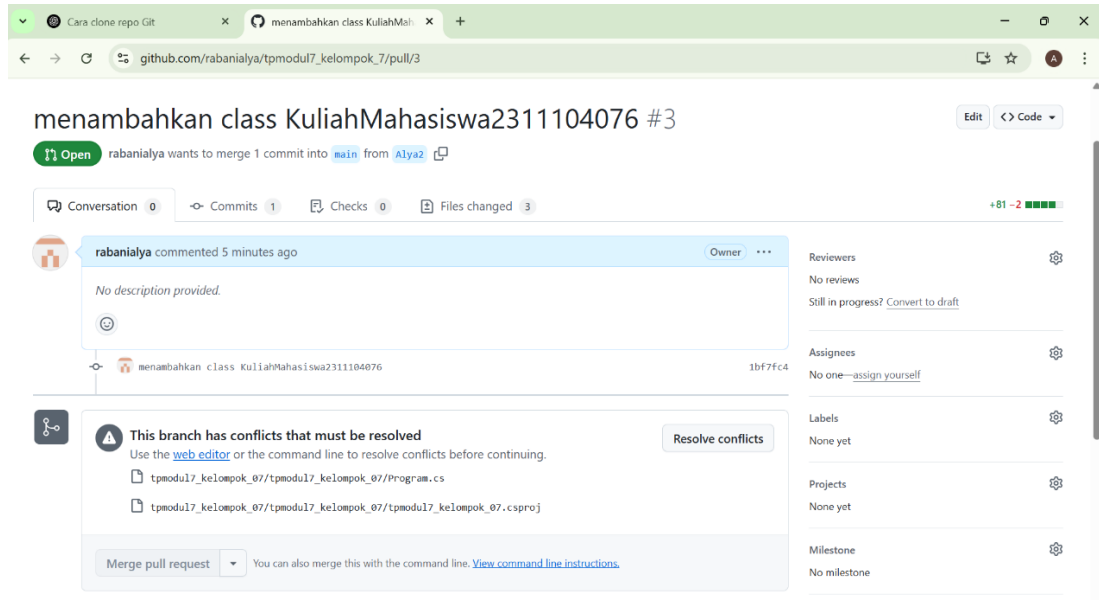 Cara clone repo Git
menambahkan class KuliahMah
github.com/rabanialya/tpmodul7_kelompok_7/pull/3
A
menambahkan class KuliahMahasiswa2311104076 #3
Edit
<> Code
Open
rabanialya wants to merge 1 commit into main from Alya2
Conversation 0
Commits 1
Checks 0
Files changed 3
+81 −2
rabanialya commented 5 minutes ago
Owner
No description provided.
menambahkan class KuliahMahasiswa2311104076
1bf7fc4
This branch has conflicts that must be resolved
Use the web editor or the command line to resolve conflicts before continuing.
tpmodul7_kelompok_07/tpmodul7_kelompok_07/Program.cs
tpmodul7_kelompok_07/tpmodul7_kelompok_07/tpmodul7_kelompok_07.csproj
Resolve conflicts
Merge pull request
You can also merge this with the command line. View command line instructions.
Reviewers
No reviews
Still in progress? Convert to draft
Assignees
No one—assign yourself
Labels
None yet
Projects
None yet
Milestone
No milestone